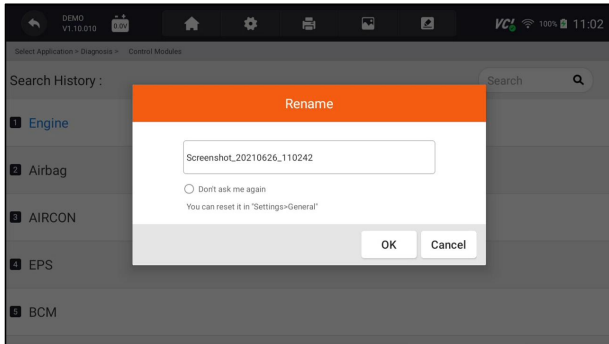 DEMO
V1.10.010
0.0V
VCI
100%
11:02
Select Application > Diagnosis > Control Modules
Search History :
Search
Rename
1 Engine
Screenshot_20210626_110242
2 Airbag
Don't ask me again
You can reset it in "Settings>General"
3 AIRCON
OK
Cancel
4 EPS
5 BCM